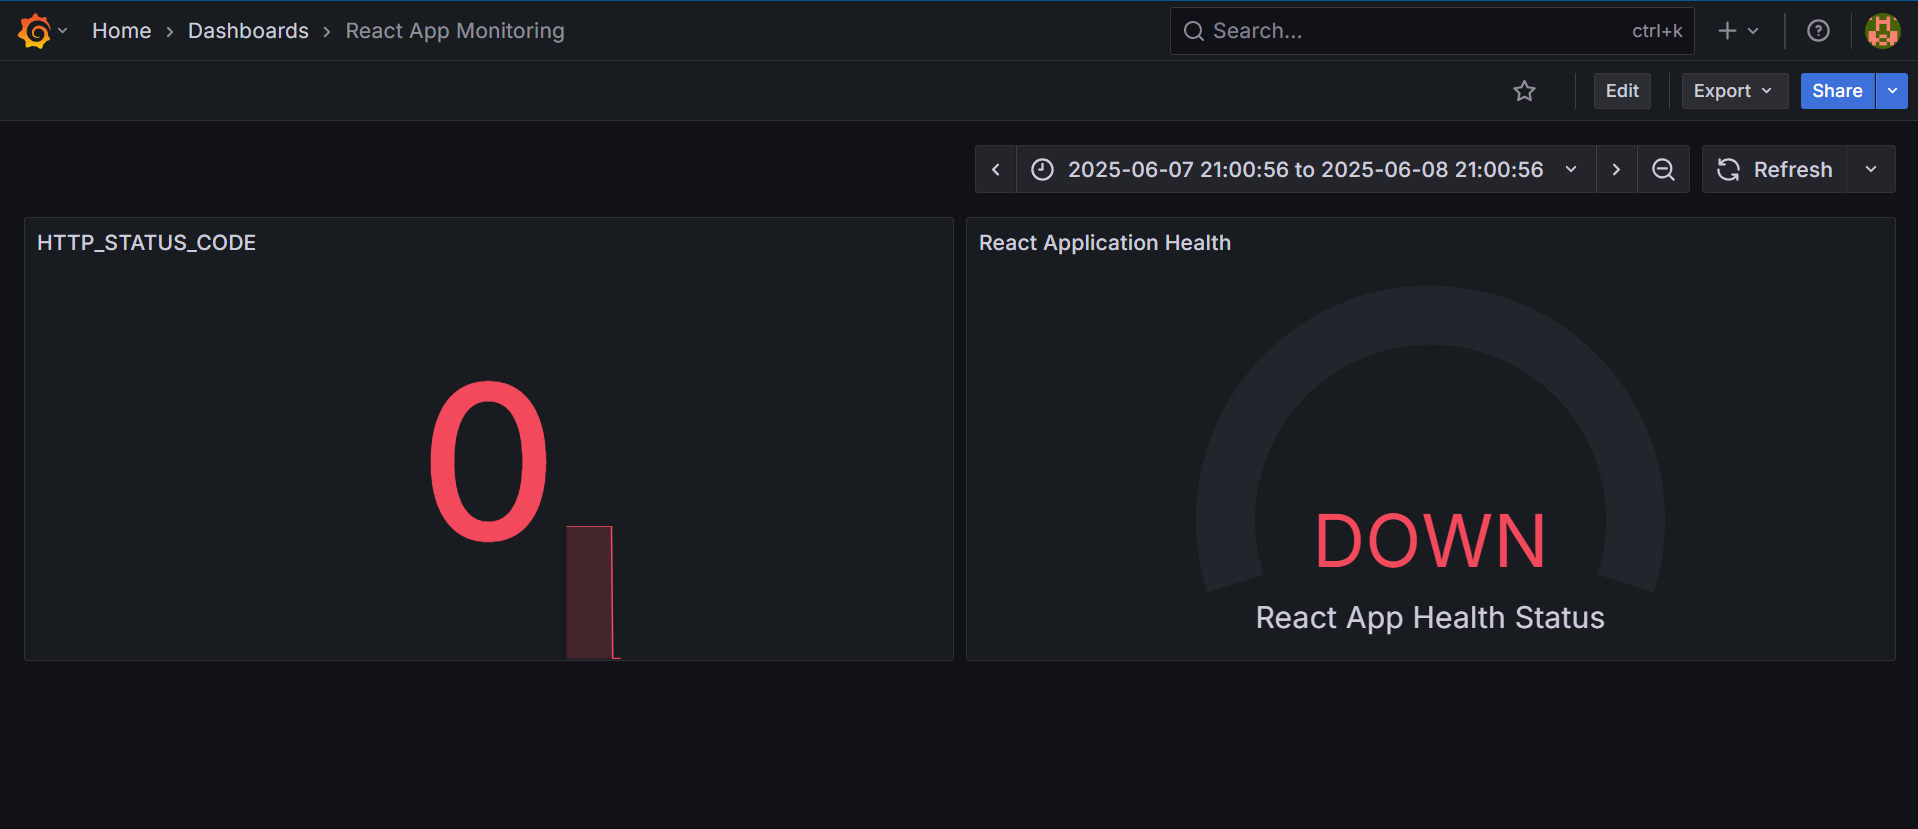 Home › Dashboards › React App Monitoring
Search... ctrl+k
Edit Export Share
2025-06-07 21:00:56 to 2025-06-08 21:00:56 Refresh
HTTP_STATUS_CODE
0
React Application Health
DOWN
React App Health Status